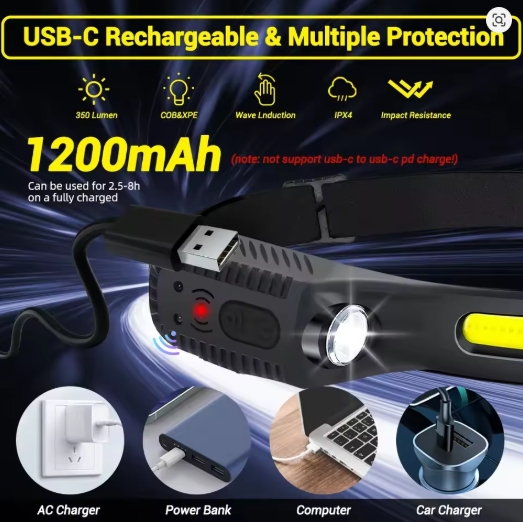 USB-C Rechargeable & Multiple Protection
350 Lumen
COB&XPE
Wave Lnduction
IPX4
Impact Resistance
1200mAh (note: not support usb-c to usb-c pd charge!)
Can be used for 2.5-8h
on a fully charged
AC Charger
Power Bank
Computer
Car Charger